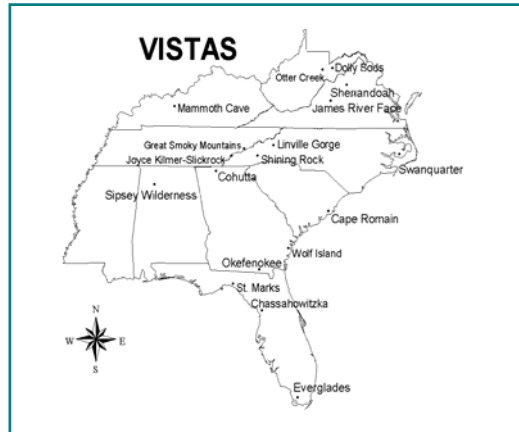 VISTAS
Dolly Sods
Otter Creek
Shenandoah
Mammoth Cave
James River Face
Great Smoky Mountains
Linville Gorge
Joyce Kilmer-Slickrock
Shining Rock
Cohutta
Swanquarter
Sipsey Wilderness
Cape Romain
Wolf Island
Okefenokee
St. Marks
Chassahowitzka
N
W
E
S
Everglades